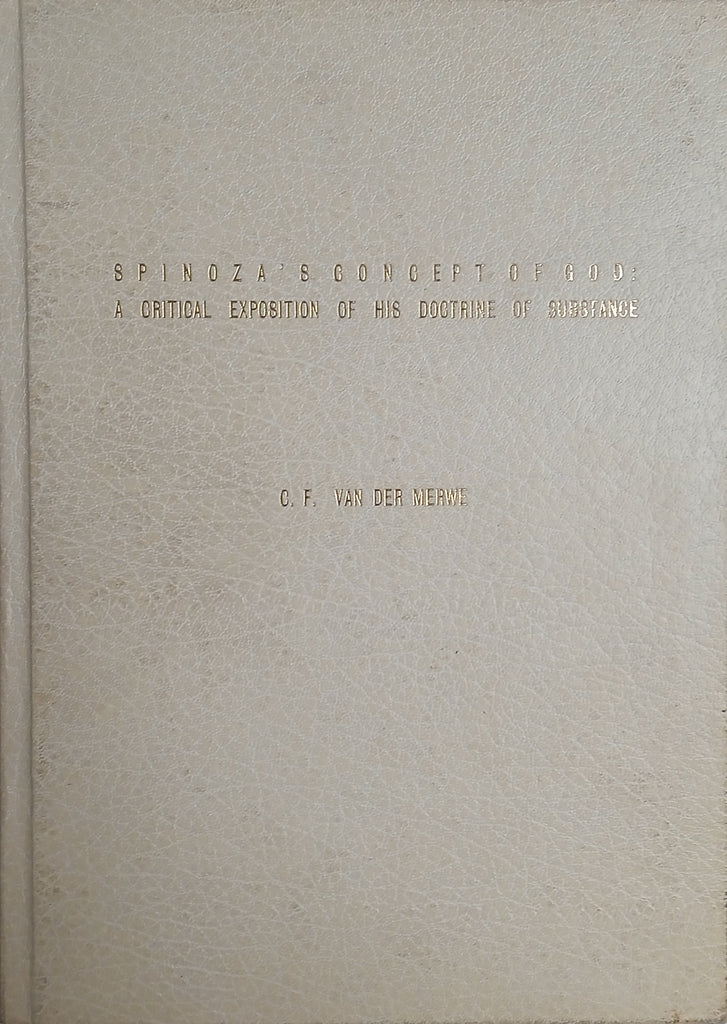 SPINOZA'S CONCEPT OF GOD:
A CRITICAL EXPOSITION OF HIS DOCTRINE OF SUBSTANCE
C. F. VAN DER MERWE